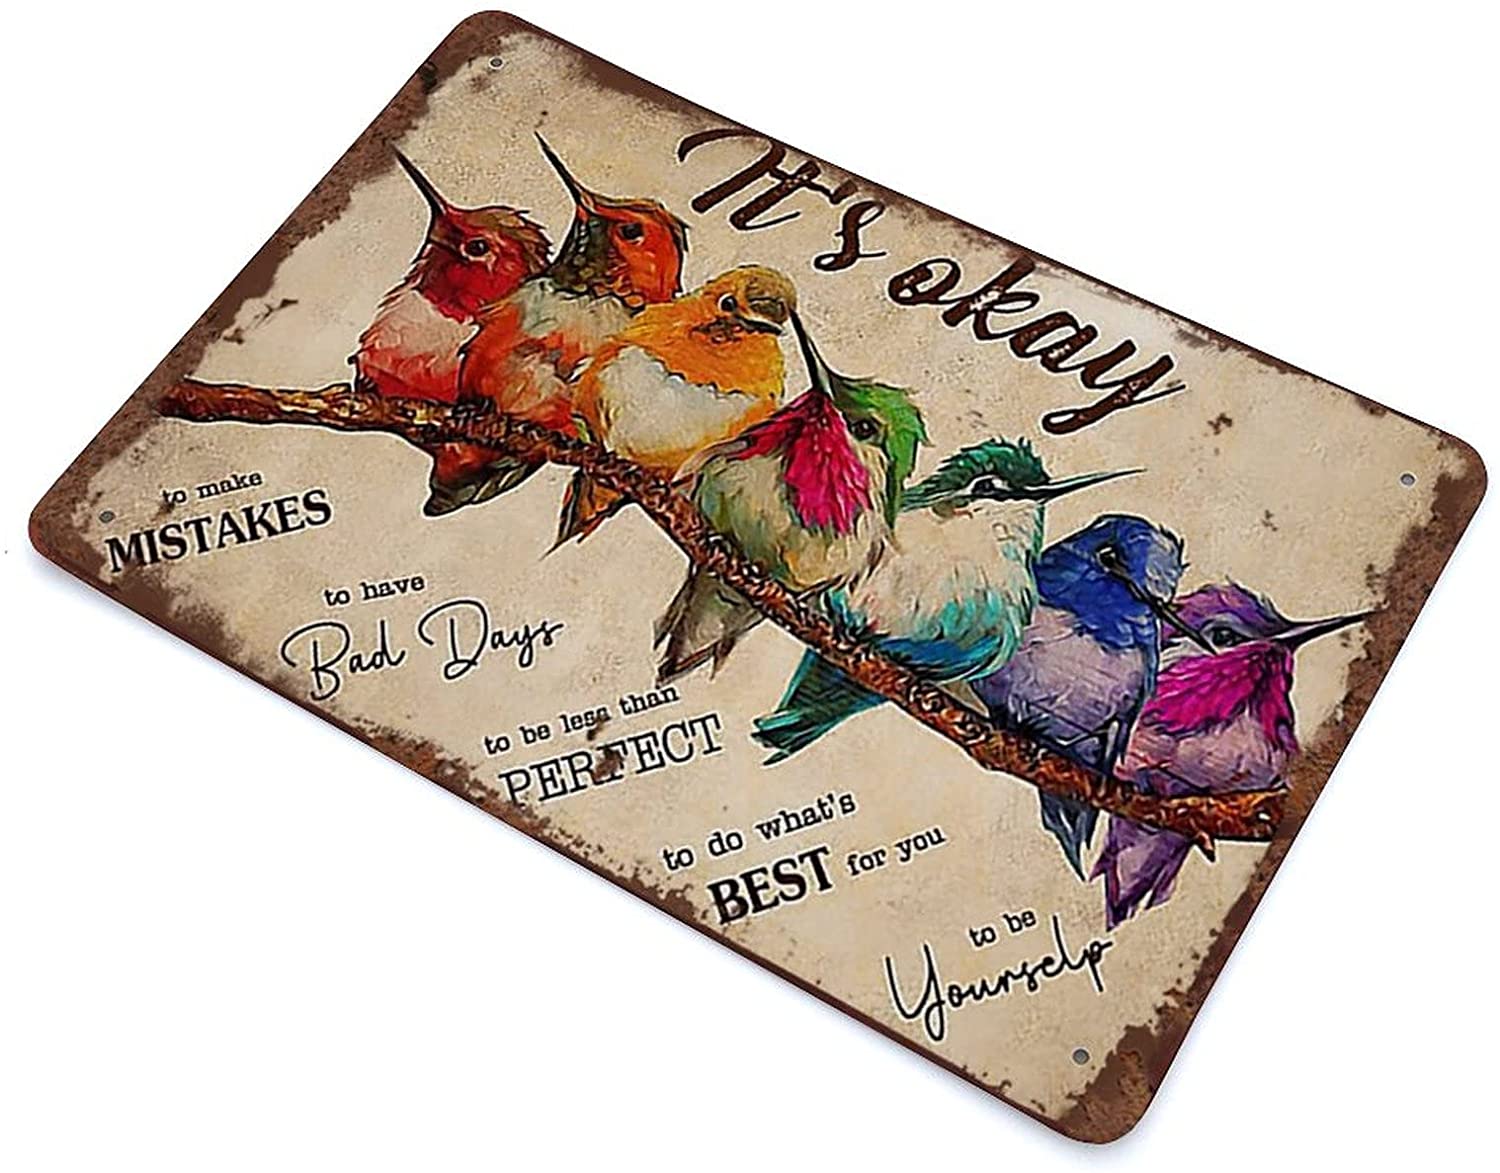 It's okay
to make
MISTAKES
to have
Bad Days
to be less than
PERFECT
to do what's
BEST for you
to be
Yourself